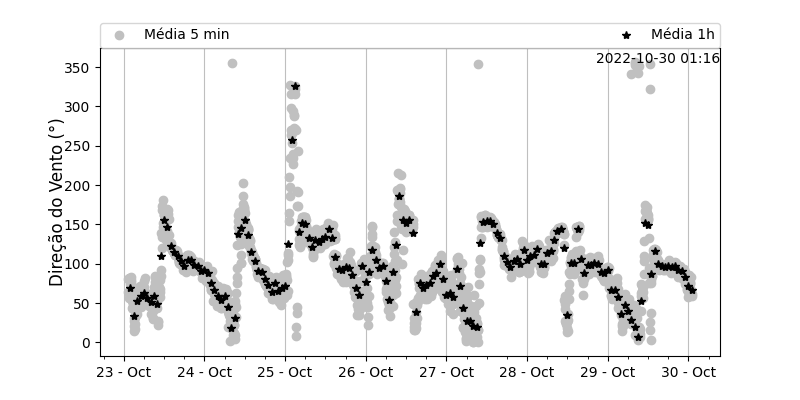 Média 5 min
Média 1h
2022-10-30 01:16
Direção do Vento (°)
350
300
250
200
150
100
50
0
23 - Oct
24 - Oct
25 - Oct
26 - Oct
27 - Oct
28 - Oct
29 - Oct
30 - Oct